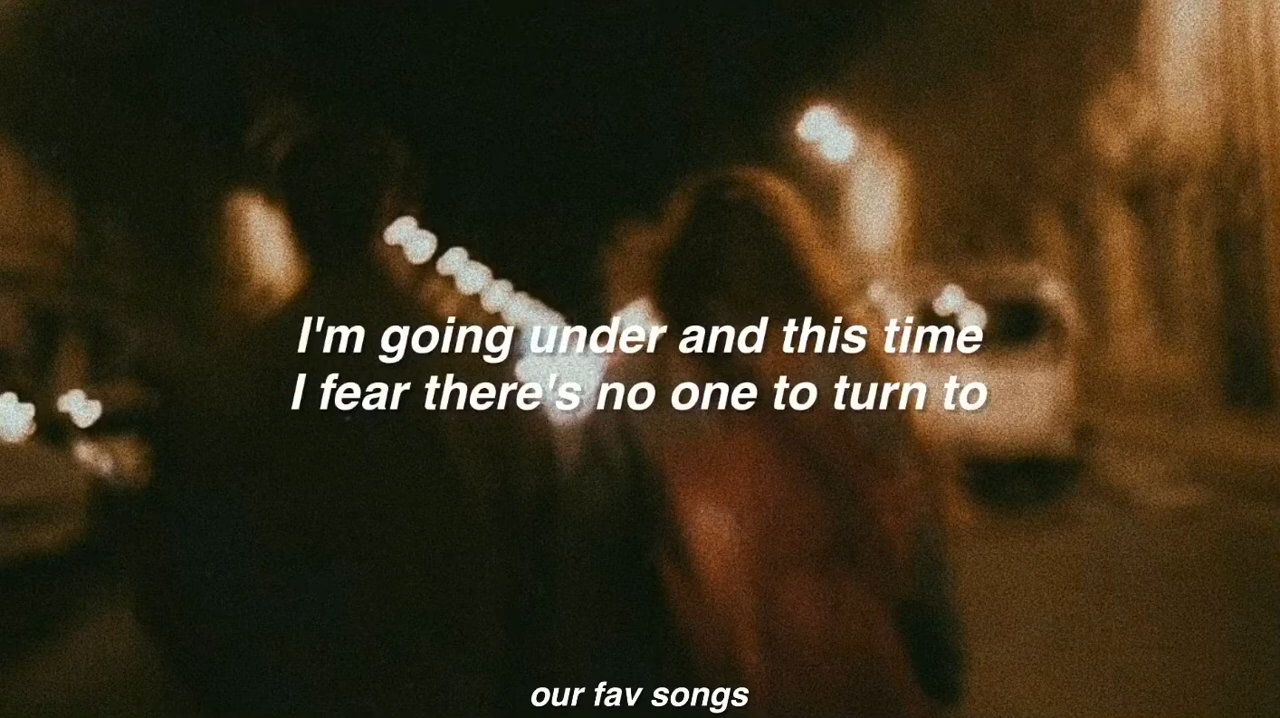 I'm going under and this time
I fear there's no one to turn to
our fav songs